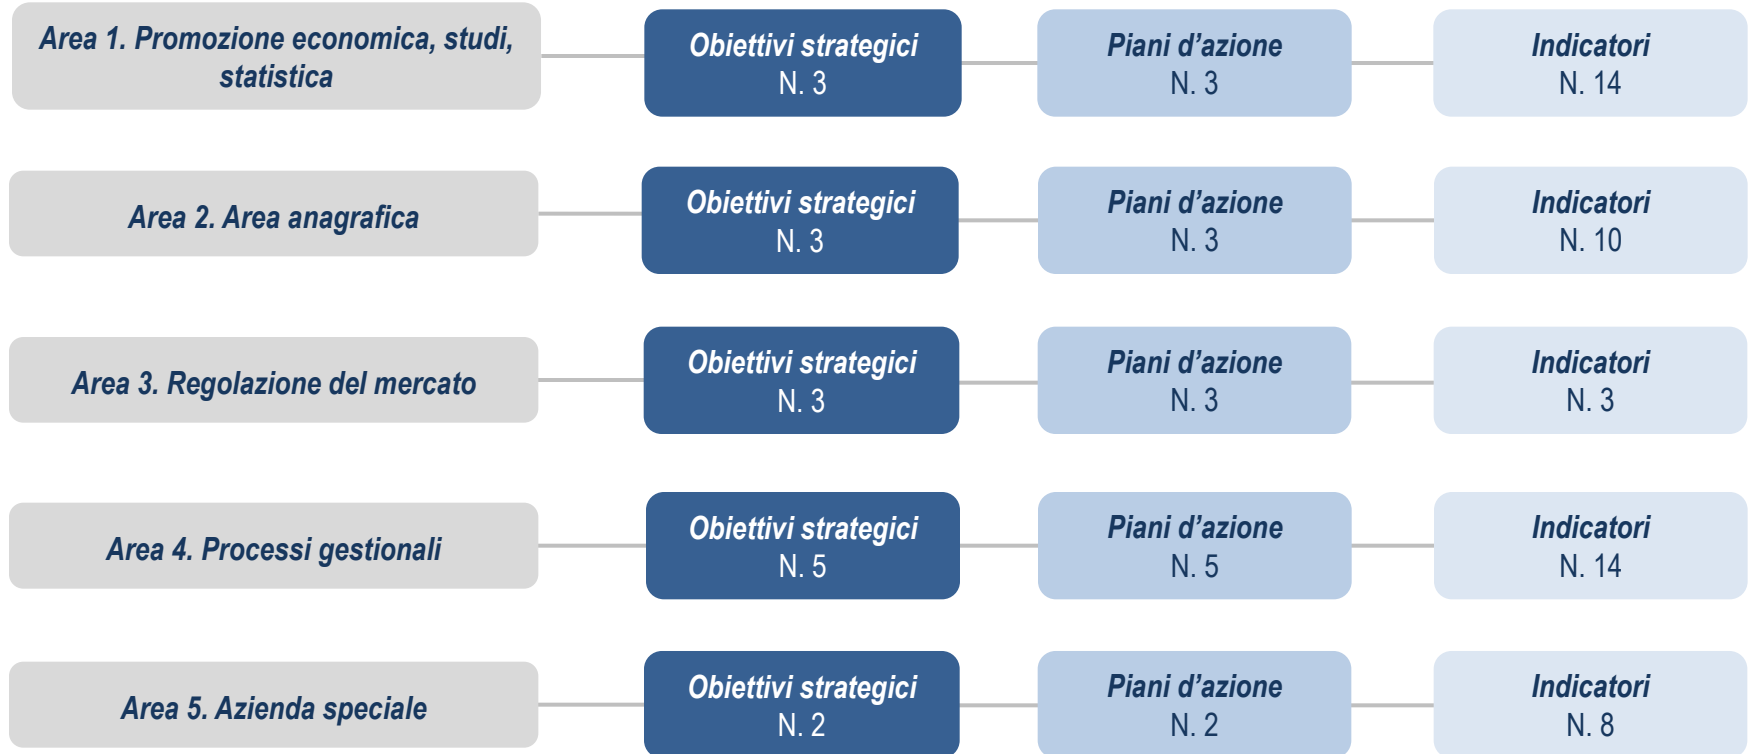 Area 1. Promozione economica, studi,
statistica
Obiettivi strategici
N. 3
Piani d’azione
N. 3
Indicatori
N. 14
Area 2. Area anagrafica
Obiettivi strategici
N. 3
Piani d’azione
N. 3
Indicatori
N. 10
Area 3. Regolazione del mercato
Obiettivi strategici
N. 3
Piani d’azione
N. 3
Indicatori
N. 3
Area 4. Processi gestionali
Obiettivi strategici
N. 5
Piani d’azione
N. 5
Indicatori
N. 14
Area 5. Azienda speciale
Obiettivi strategici
N. 2
Piani d’azione
N. 2
Indicatori
N. 8